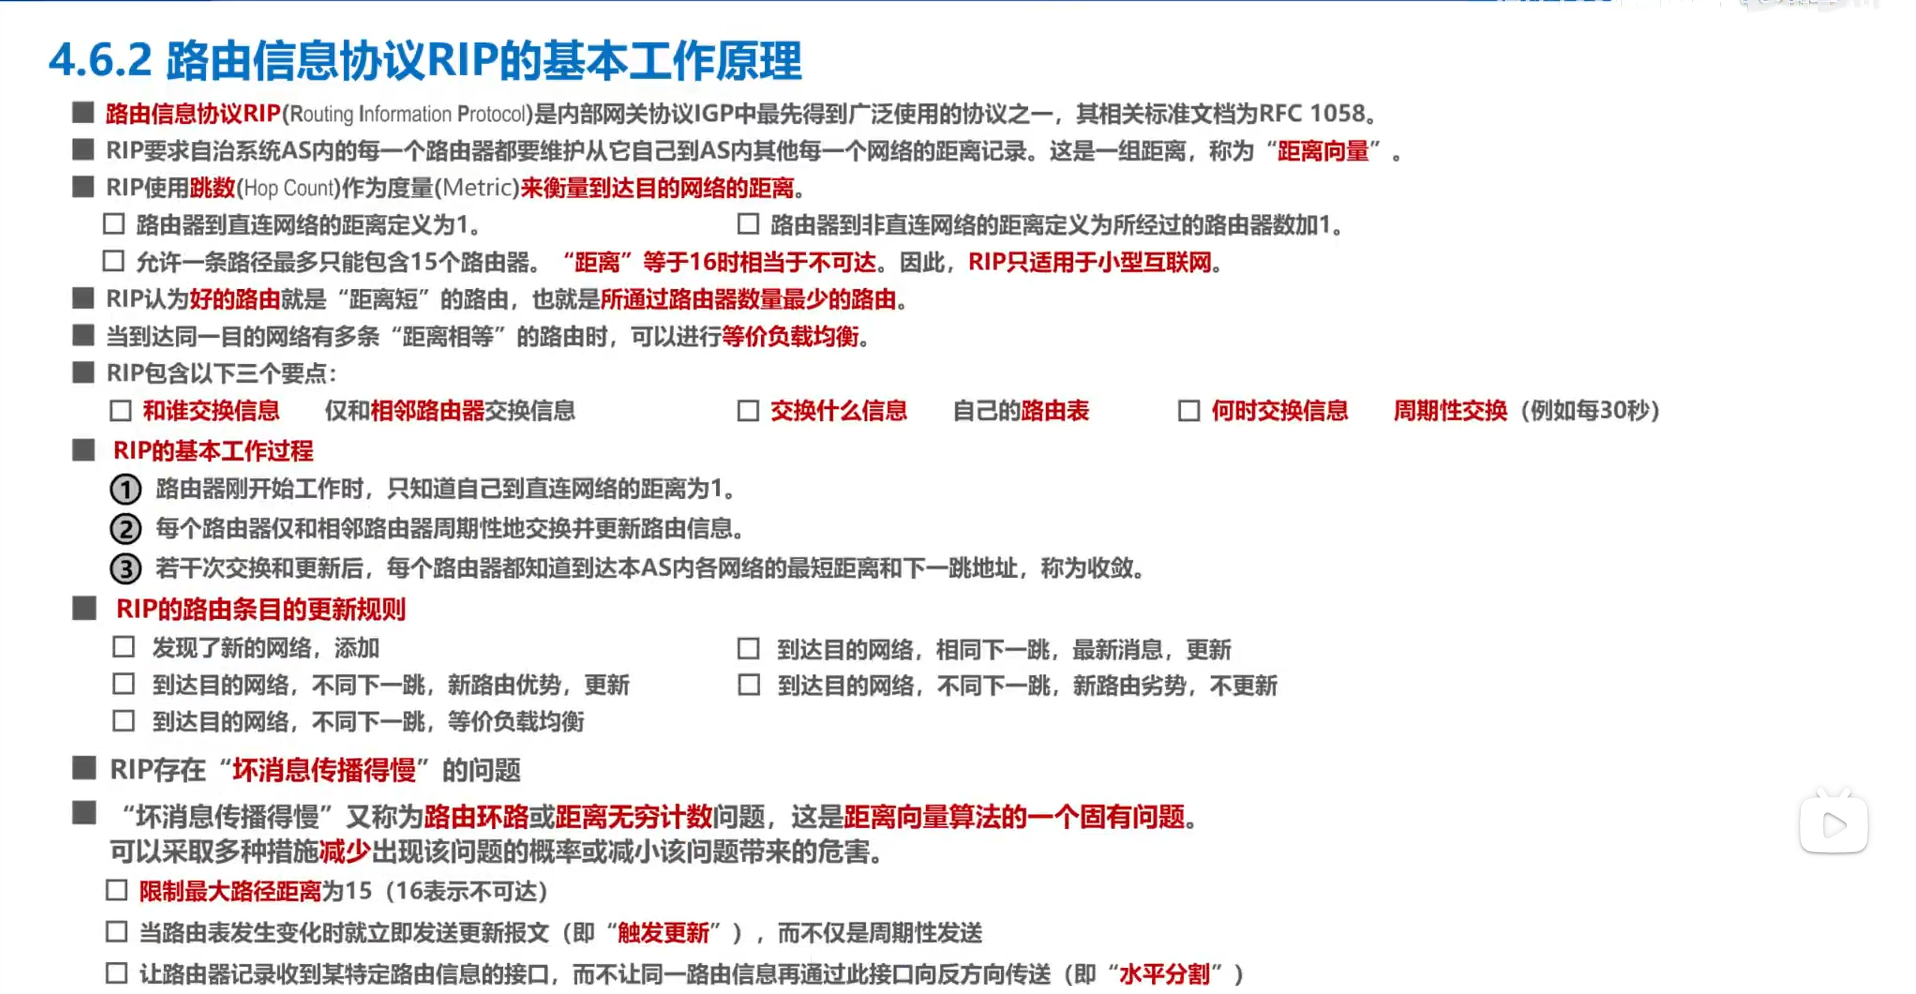 4.6.2 路由信息协议RIP的基本工作原理
路由信息协议RIP(Routing Information Protocol)是内部网关协议IGP中最先得到广泛使用的协议之一，其相关标准文档为RFC 1058。
RIP要求自治系统AS内的每一个路由器都要维护从它自己到AS内其他每一个网络的距离记录。这是一组距离，称为“距离向量”。
RIP使用跳数(Hop Count)作为度量(Metric)来衡量到达目的网络的距离。
路由器到直连网络的距离定义为1。 路由器到非直连网络的距离定义为所经过的路由器数加1。
允许一条路径最多只能包含15个路由器。“距离”等于16时相当于不可达。因此，RIP只适用于小型互联网。
RIP认为好的路由就是“距离短”的路由，也就是所通过路由器数量最少的路由。
当到达同一目的网络有多条“距离相等”的路由时，可以进行等价负载均衡。
RIP包含以下三个要点：
和谁交换信息 仅和相邻路由器交换信息 交换什么信息 自己的路由表 何时交换信息 周期性交换（例如每30秒）
RIP的基本工作过程
① 路由器刚开始工作时，只知道自己到直连网络的距离为1。
② 每个路由器仅和相邻路由器周期性地交换并更新路由信息。
③ 若干次交换和更新后，每个路由器都知道到达本AS内各网络的最短距离和下一跳地址，称为收敛。
RIP的路由条目的更新规则
发现了新的网络，添加 到达目的网络，相同下一跳，最新消息，更新
到达目的网络，不同下一跳，新路由优势，更新 到达目的网络，不同下一跳，新路由劣势，不更新
到达目的网络，不同下一跳，等价负载均衡
RIP存在“坏消息传播得慢”的问题
“坏消息传播得慢”又称为路由环路或距离无穷计数问题，这是距离向量算法的一个固有问题。
可以采取多种措施减少出现该问题的概率或减小该问题带来的危害。
限制最大路径距离为15（16表示不可达）
当路由表发生变化时就立即发送更新报文（即“触发更新”），而不仅是周期性发送
让路由器记录收到某特定路由信息的接口，而不让同一路由信息再通过此接口向反方向传送（即“水平分割”）